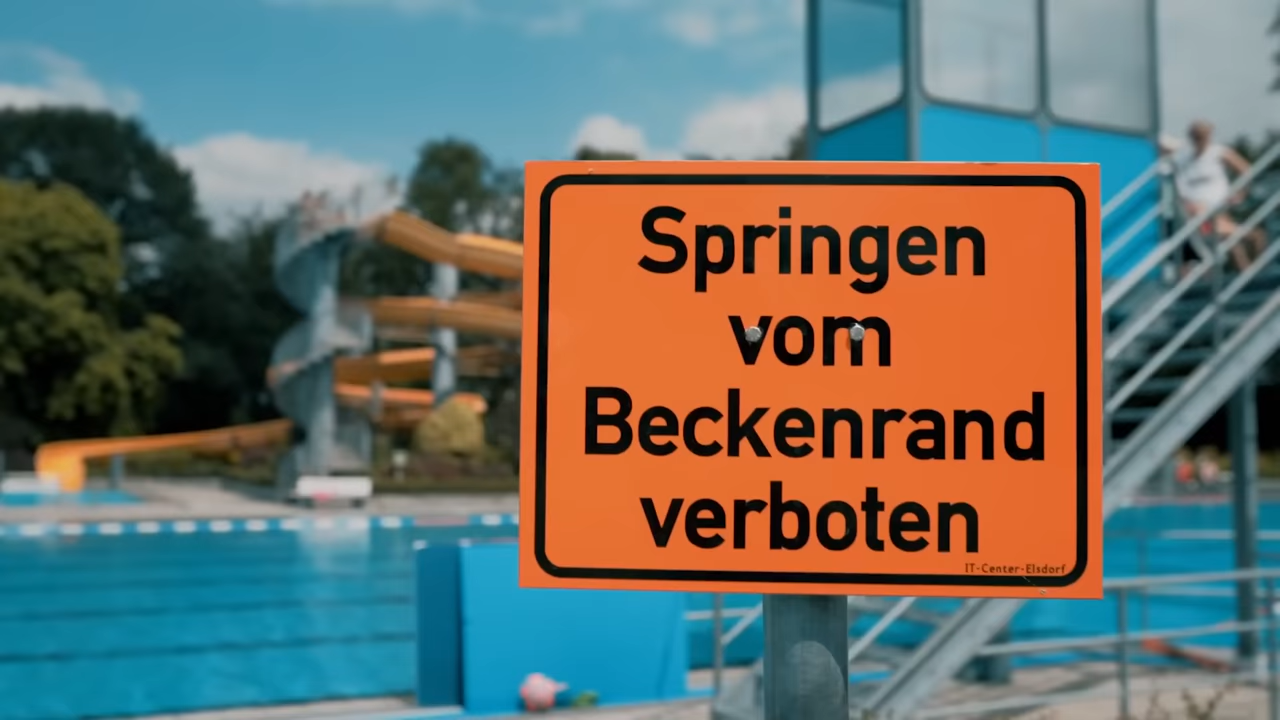 Springen
vom
Beckenrand
verboten
IT-Center-Elsdorf